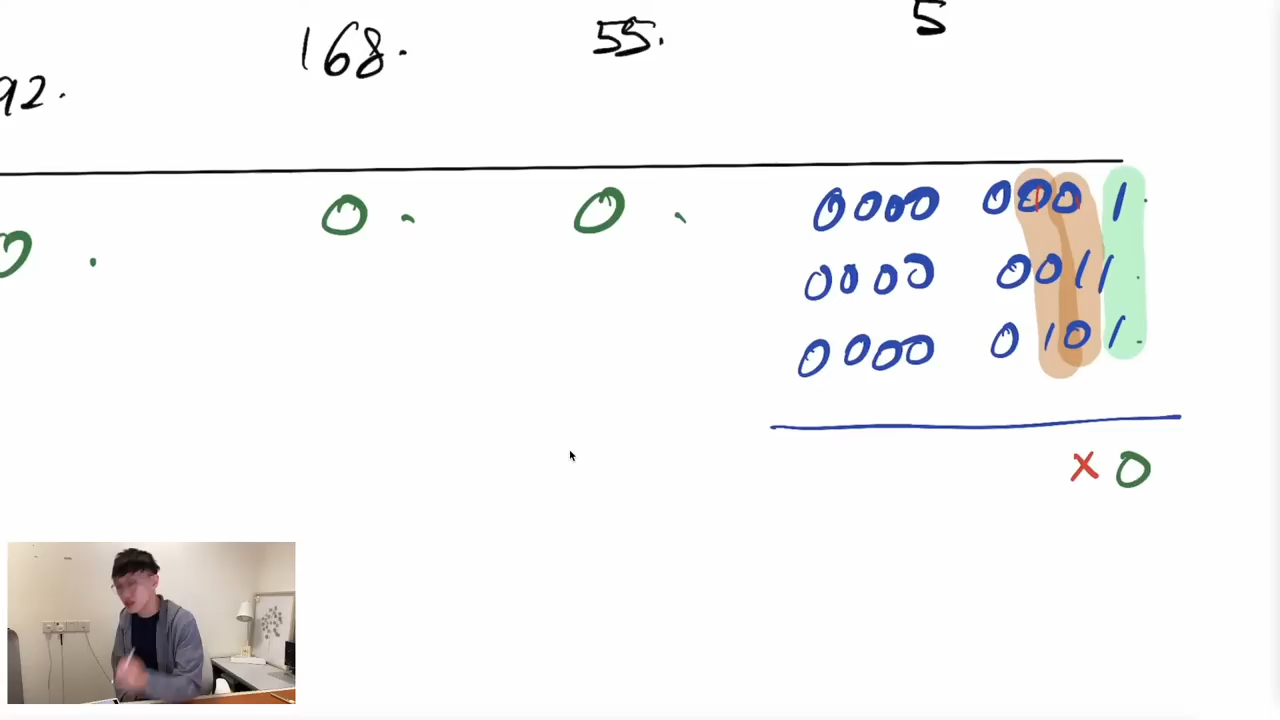 92. 168. 55. 5
0. 0. 0. 0000 0001
0000 0011
0000 0101
x 0